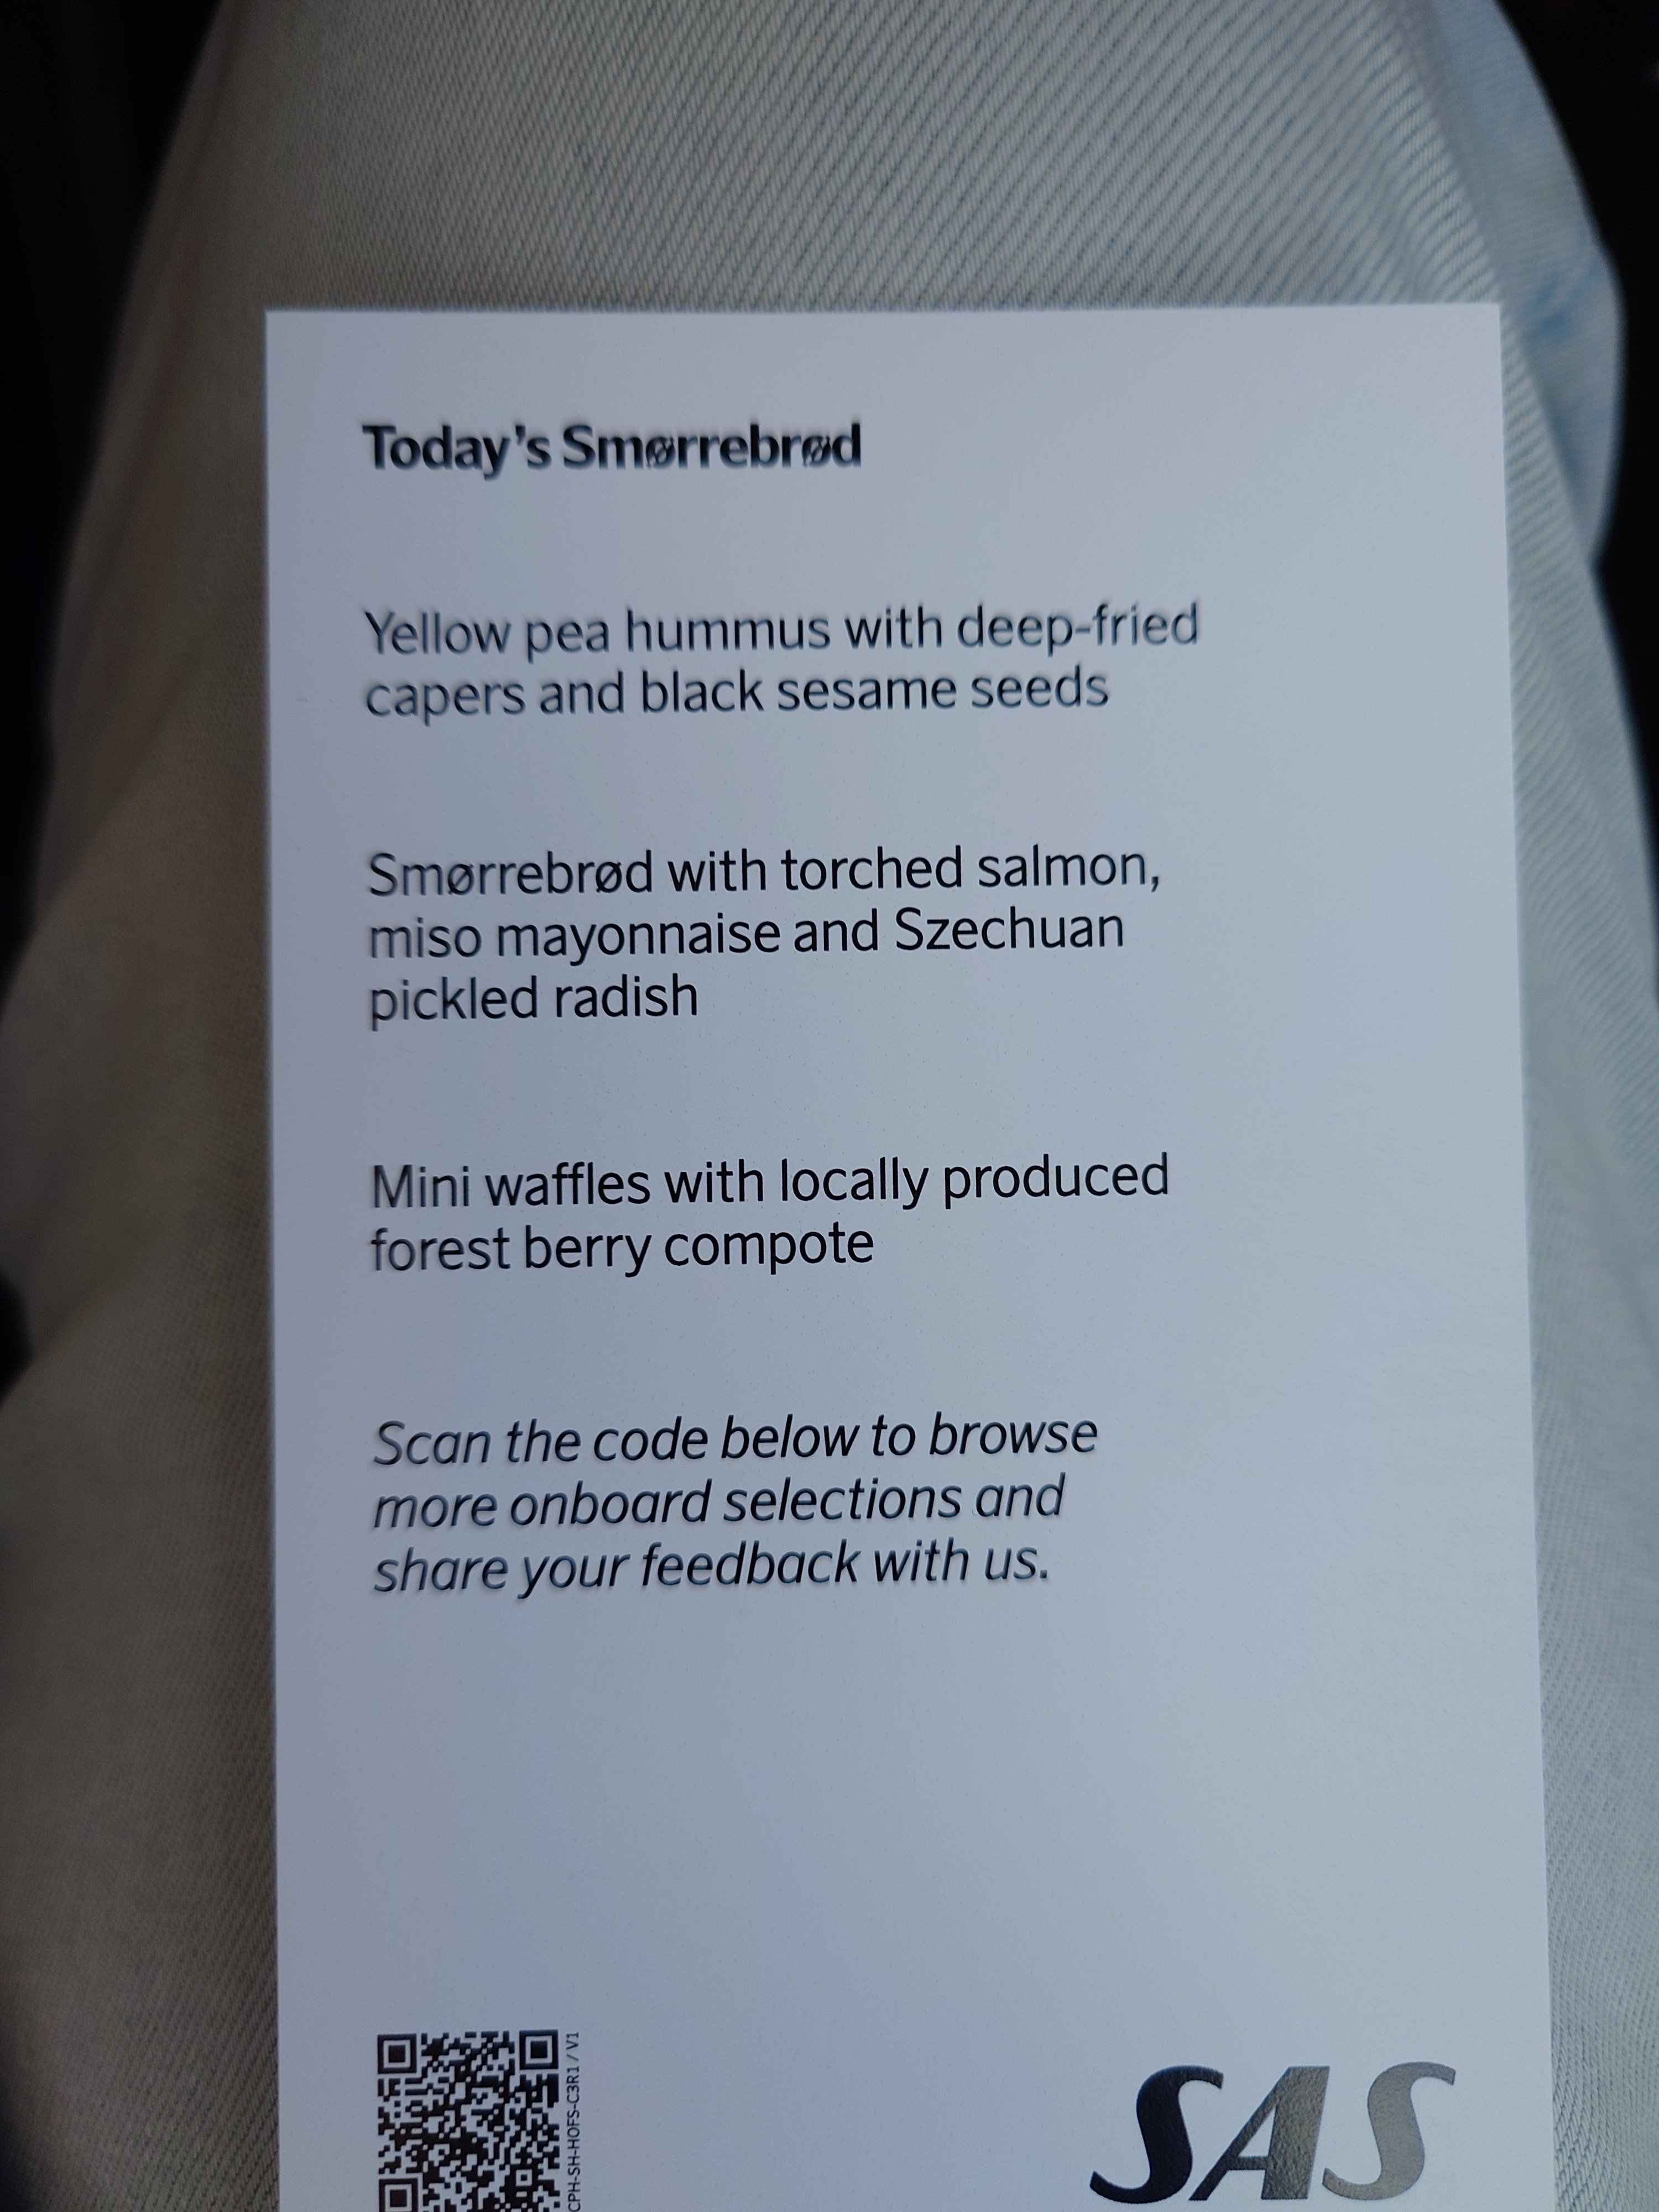 Today's Smørrebrød
Yellow pea hummus with deep-fried
capers and black sesame seeds
Smørrebrød with torched salmon,
miso mayonnaise and Szechuan
pickled radish
Mini waffles with locally produced
forest berry compote
Scan the code below to browse
more onboard selections and
share your feedback with us.
CPH-SH-HOFS-C3R1 / V1
SAS